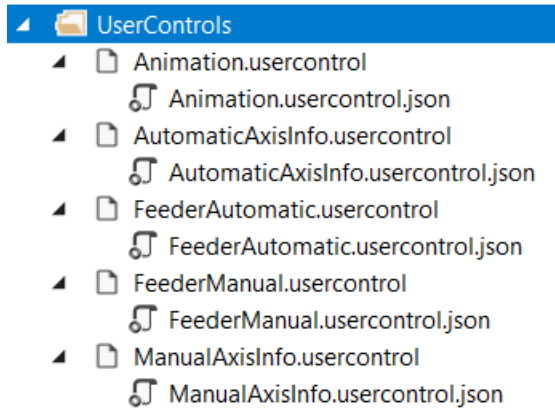 UserControls
Animation.usercontrol
Animation.usercontrol.json
AutomaticAxisInfo.usercontrol
AutomaticAxisInfo.usercontrol.json
FeederAutomatic.usercontrol
FeederAutomatic.usercontrol.json
FeederManual.usercontrol
FeederManual.usercontrol.json
ManualAxisInfo.usercontrol
ManualAxisInfo.usercontrol.json